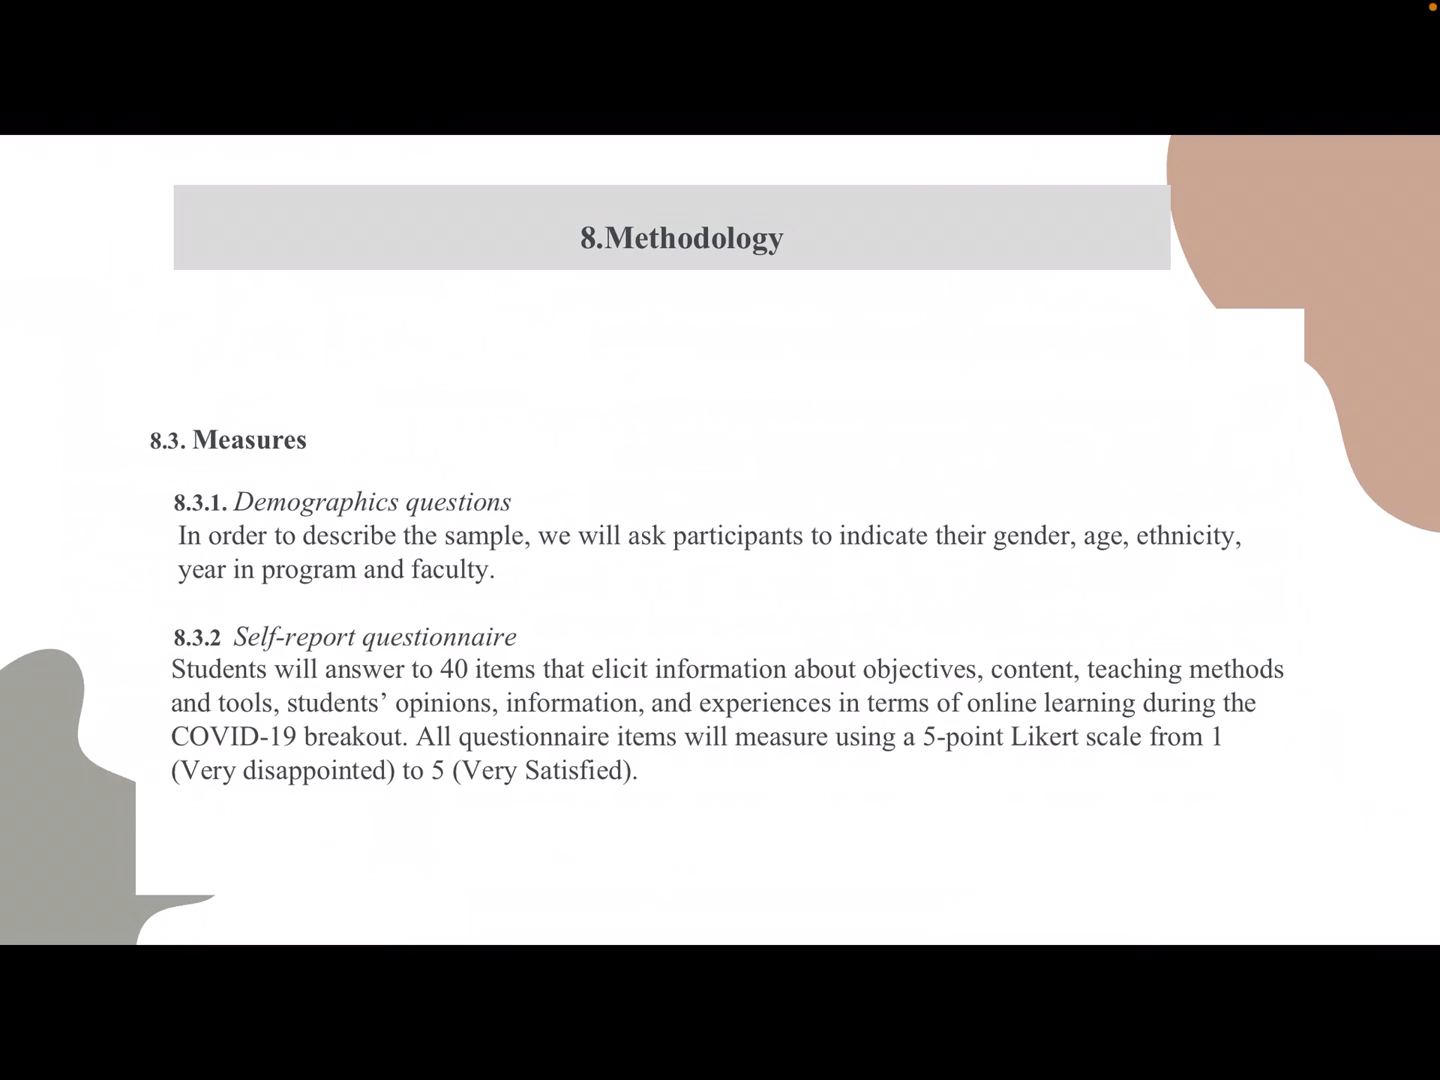 8.Methodology
8.3. Measures
8.3.1. Demographics questions
In order to describe the sample, we will ask participants to indicate their gender, age, ethnicity,
year in program and faculty.
8.3.2 Self-report questionnaire
Students will answer to 40 items that elicit information about objectives, content, teaching methods
and tools, students’ opinions, information, and experiences in terms of online learning during the
COVID-19 breakout. All questionnaire items will measure using a 5-point Likert scale from 1
(Very disappointed) to 5 (Very Satisfied).